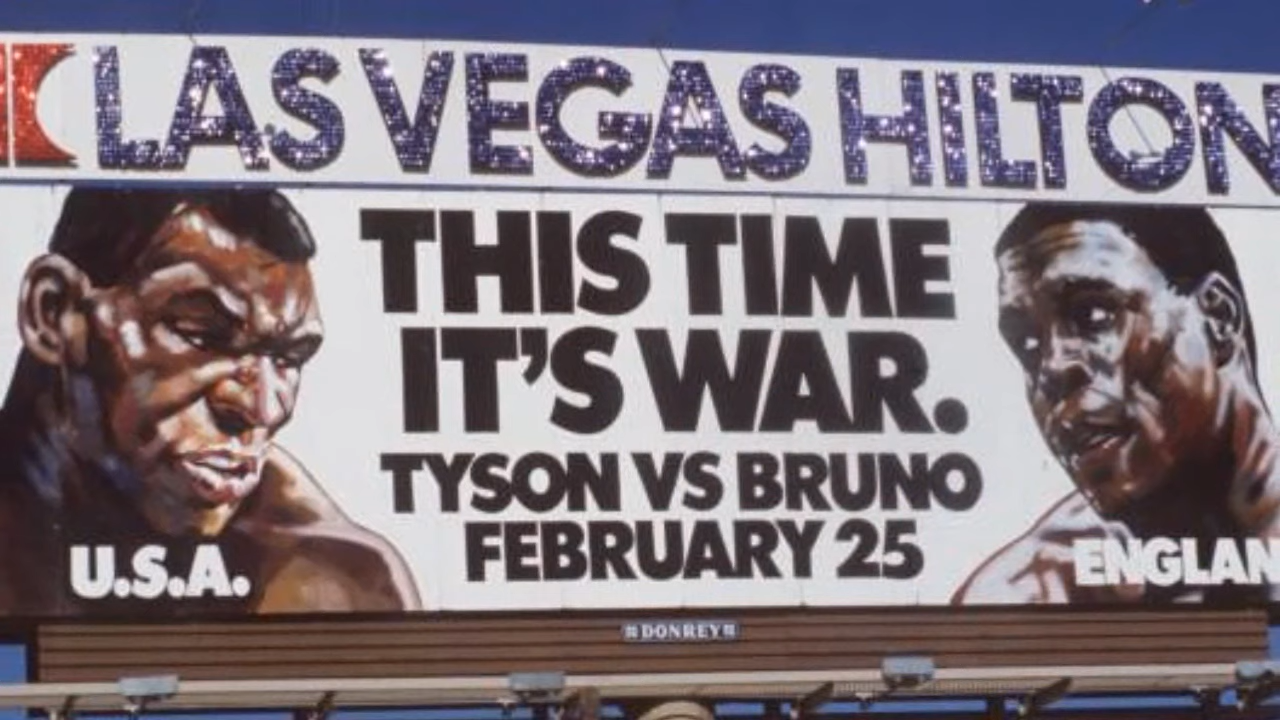 LAS VEGAS HILTON
THIS TIME
IT'S WAR.
TYSON VS BRUNO
FEBRUARY 25
U.S.A.
ENGLAN
DONREY